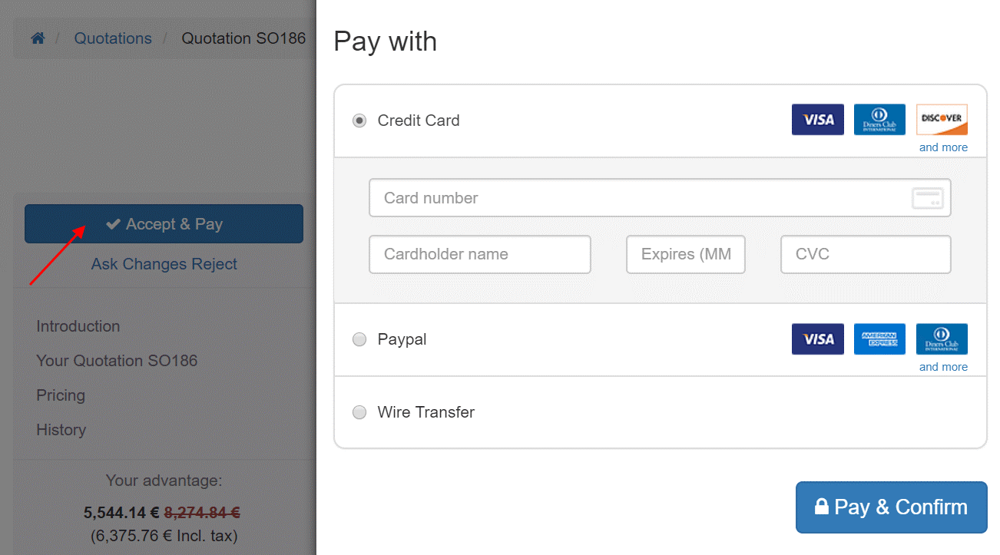 Quotations / Quotation SO186
Accept & Pay
Ask Changes Reject
Introduction
Your Quotation SO186
Pricing
History
Your advantage:
5,544.14 € 8,274.84 €
(6,375.76 € Incl. tax)
Pay with
Credit Card
VISA
Diners Club
INTERNATIONAL
DISCOVER
and more
Card number
Cardholder name
Expires (MM
CVC
Paypal
VISA
AMERICAN
EXPRESS
Diners Club
INTERNATIONAL
and more
Wire Transfer
Pay & Confirm